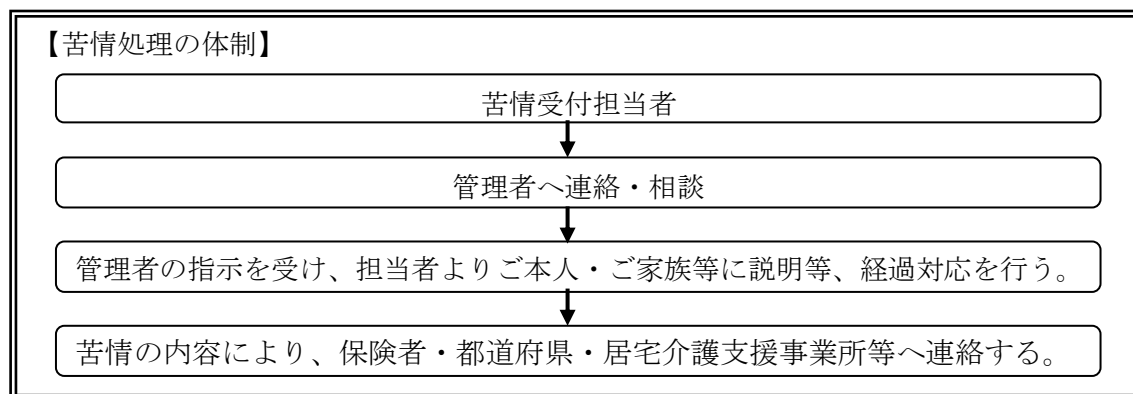 【苦情処理の体制】
苦情受付担当者
管理者へ連絡・相談
管理者の指示を受け、担当者よりご本人・ご家族等に説明等、経過対応を行う。
苦情の内容により、保険者・都道府県・居宅介護支援事業所等へ連絡する。